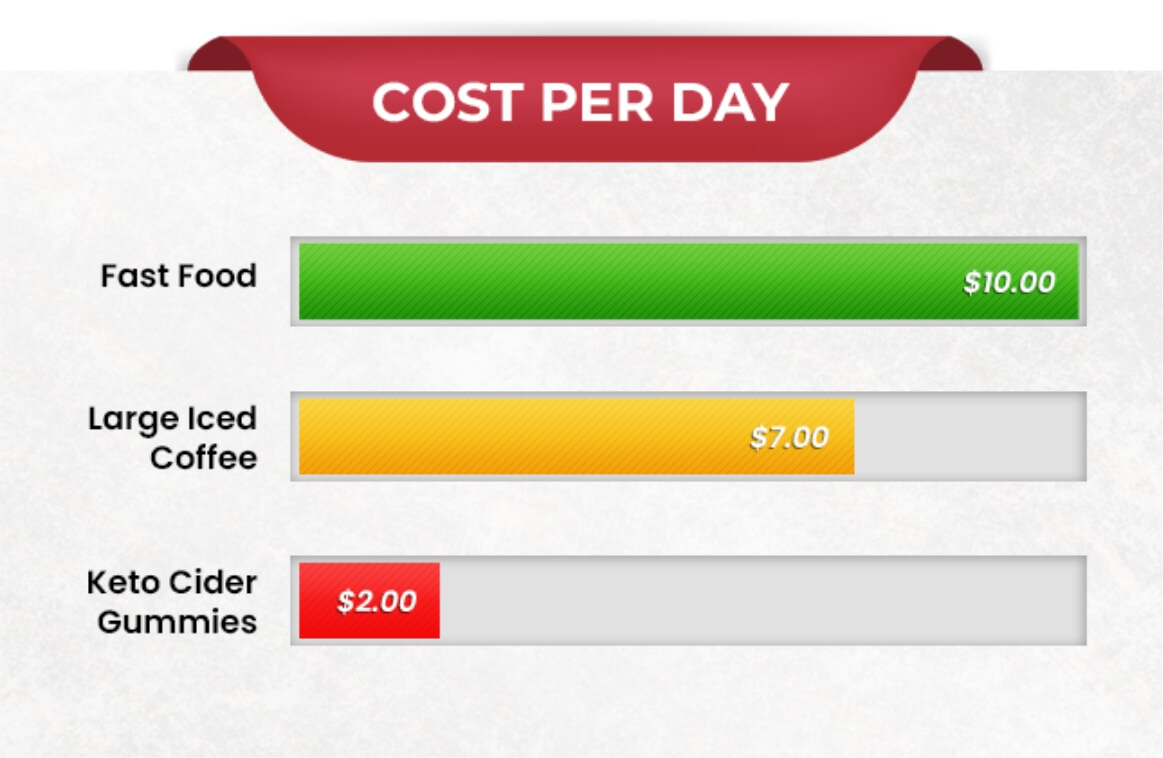 COST PER DAY
Fast Food
$10.00
Large Iced
Coffee
$7.00
Keto Cider
Gummies
$2.00